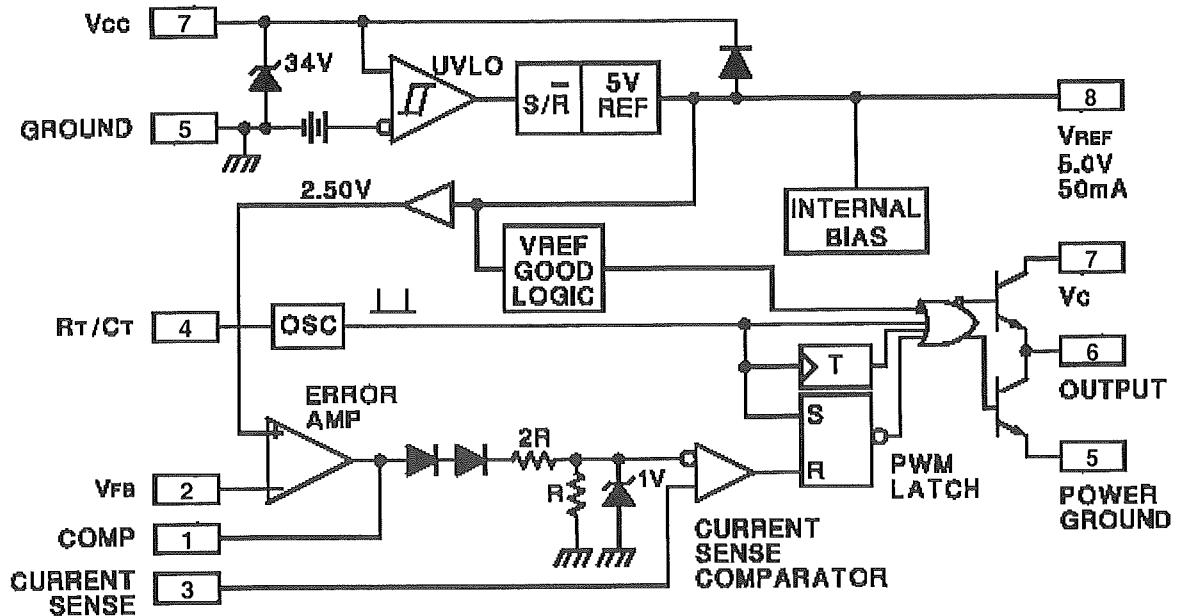 Vcc
7
34V
UVLO
S/R̅
5V
REF
8
GROUND
5
VREF
5.0V
50mA
2.50V
INTERNAL
BIAS
VREF
GOOD
LOGIC
7
Vc
RT/CT
4
OSC
T
6
OUTPUT
ERROR
AMP
+
S
2R
VFB
2
−
R
1V
R
PWM
LATCH
5
POWER
GROUND
COMP
1
CURRENT
SENSE
COMPARATOR
CURRENT
SENSE
3